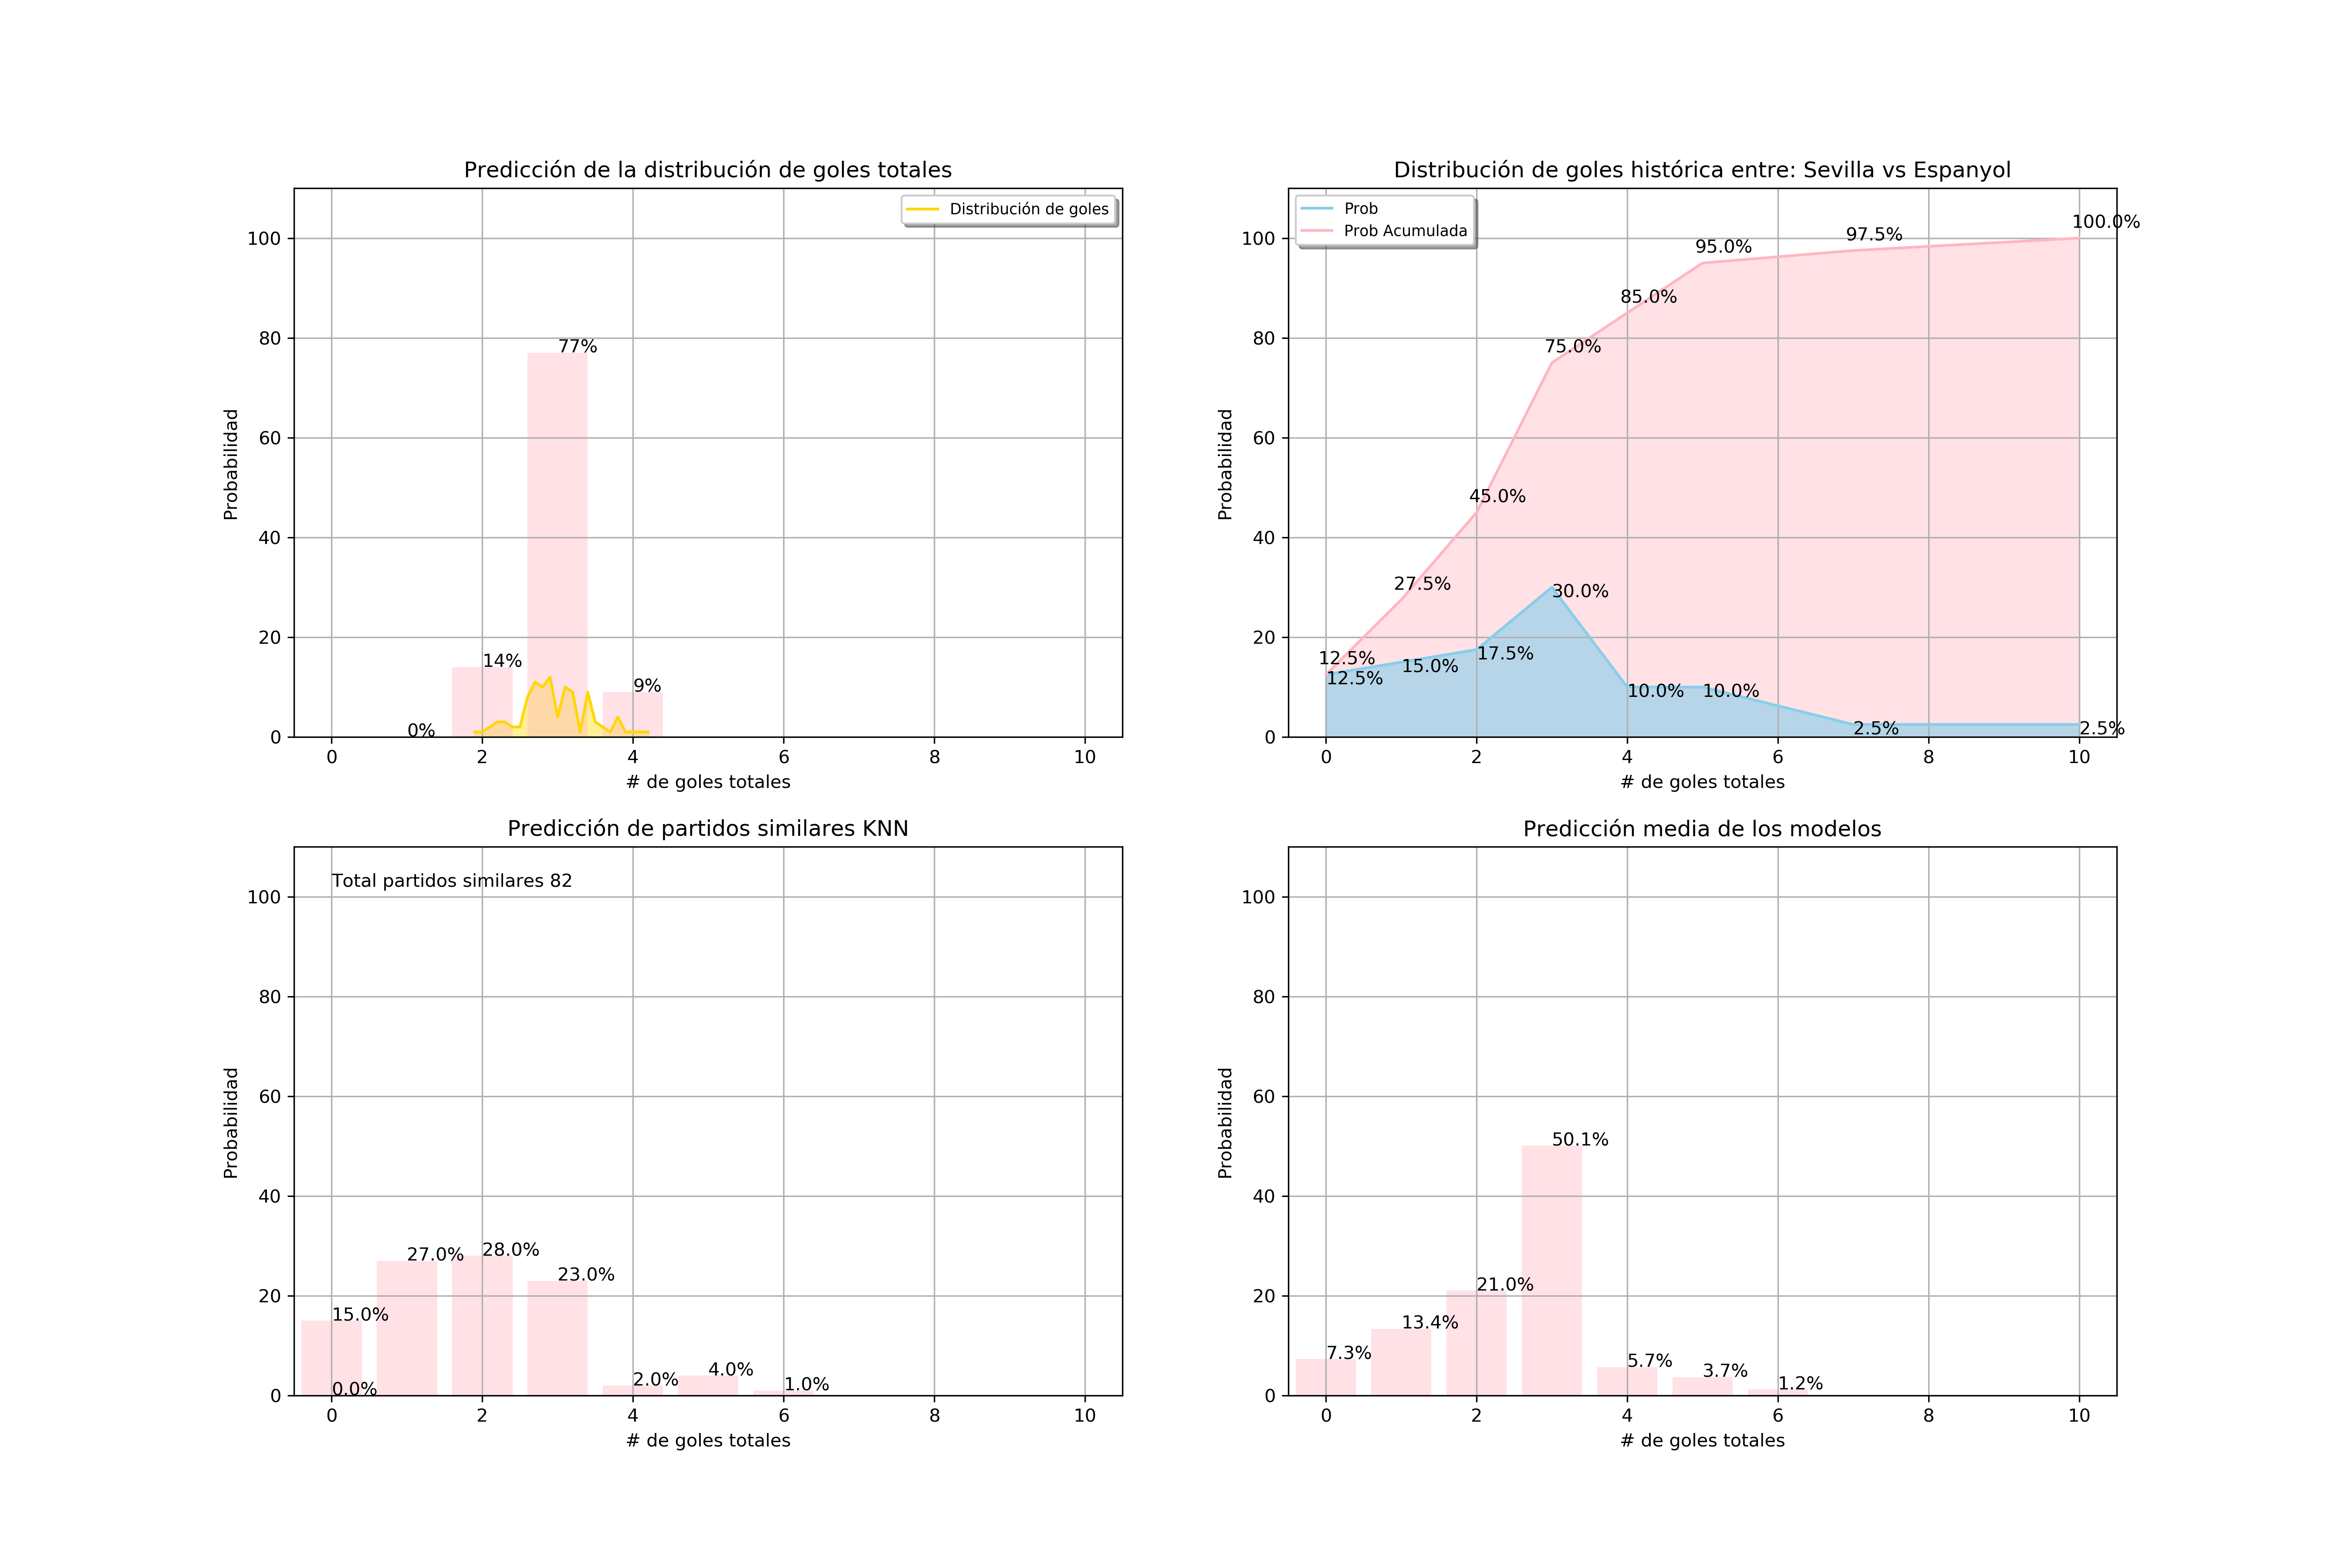 Predicción de la distribución de goles totales
Distribución de goles
Probabilidad
100
80
60
40
20
0
77%
14%
9%
0%
0 2 4 6 8 10
# de goles totales
Distribución de goles histórica entre: Sevilla vs Espanyol
Prob
Prob Acumulada
Probabilidad
100
80
60
40
20
0
100.0%
97.5%
95.0%
85.0%
75.0%
45.0%
27.5%
12.5%
12.5%
15.0%
17.5%
30.0%
10.0%
10.0%
2.5%
2.5%
0 2 4 6 8 10
# de goles totales
Predicción de partidos similares KNN
Total partidos similares 82
Probabilidad
100
80
60
40
20
0
15.0%
0.0%
27.0%
28.0%
23.0%
2.0%
4.0%
1.0%
0 2 4 6 8 10
# de goles totales
Predicción media de los modelos
Probabilidad
100
80
60
40
20
0
7.3%
13.4%
21.0%
50.1%
5.7%
3.7%
1.2%
0 2 4 6 8 10
# de goles totales